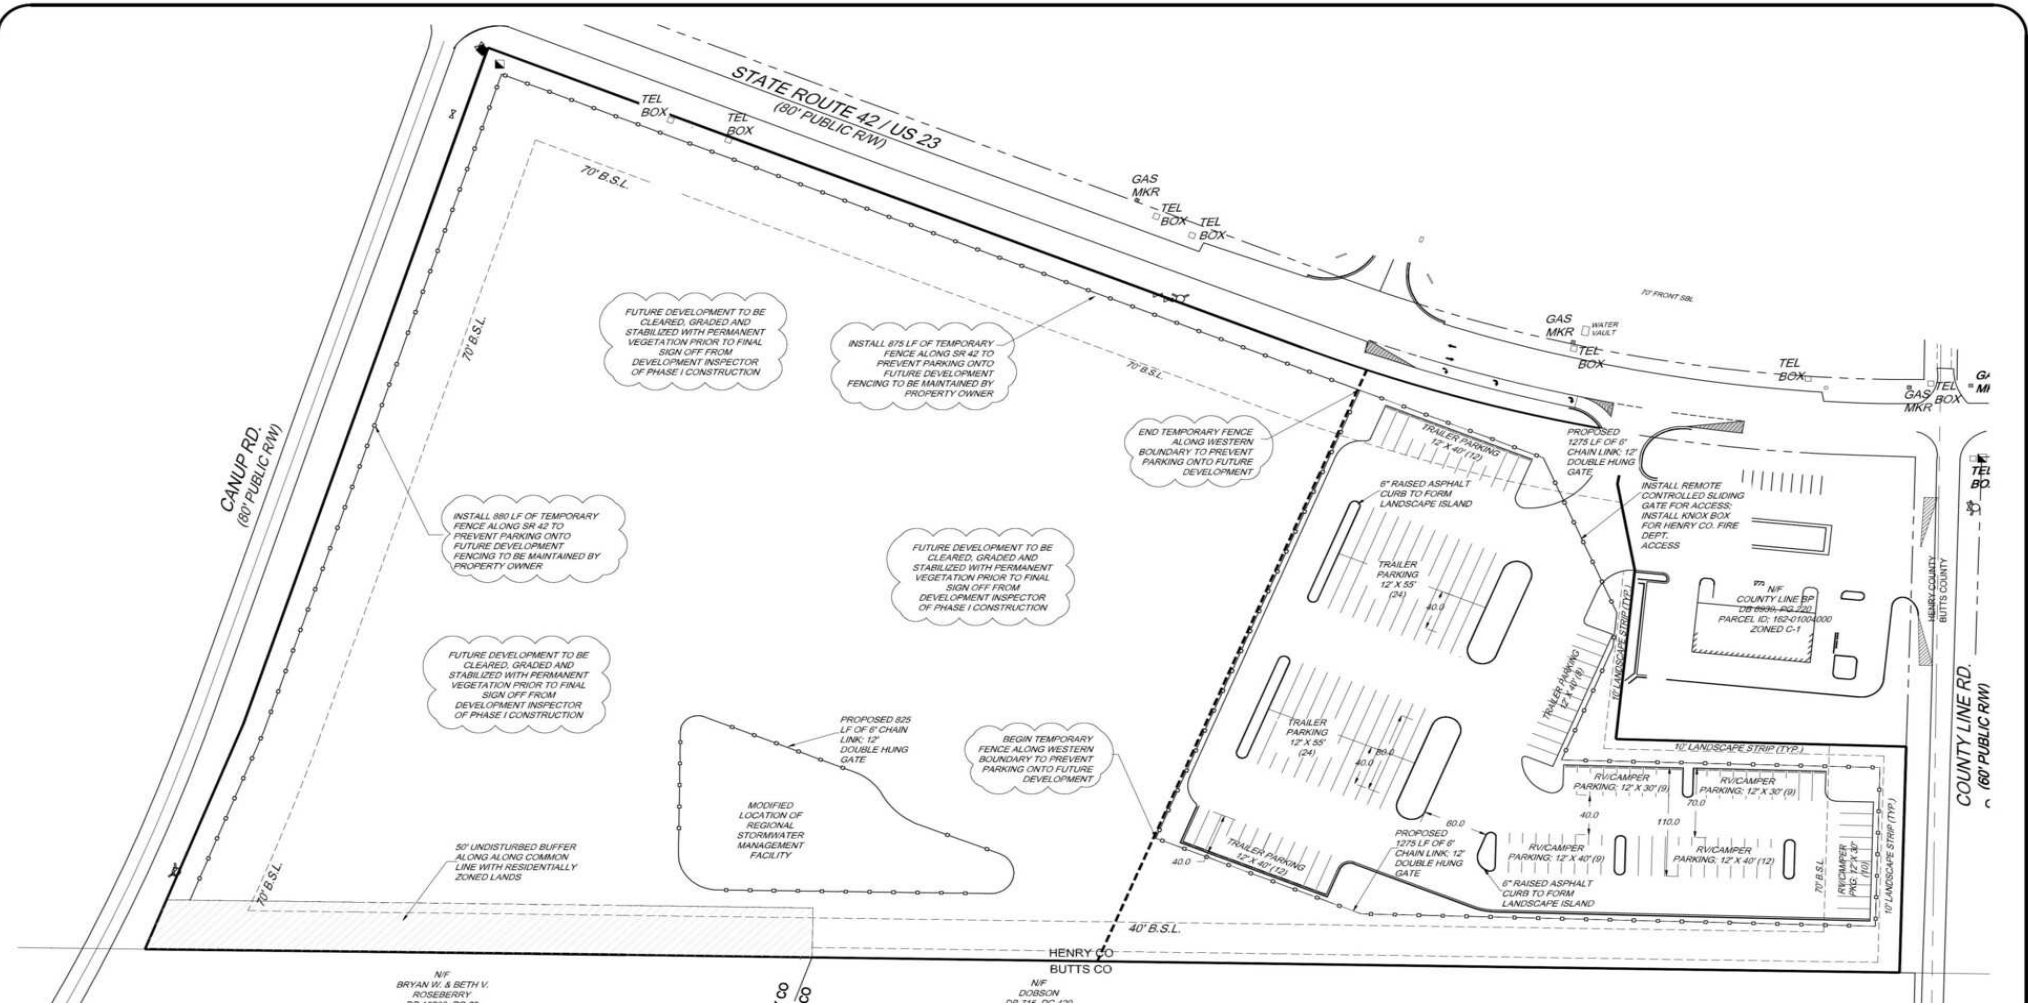 STATE ROUTE 42 / US 23
(80' PUBLIC R/W)
TEL
BOX
TEL
BOX
70' B.S.L.
GAS
MKR
TEL
BOX
TEL
BOX
70' FRONT SBL
GAS
MKR
WATER
VAULT
TEL
BOX
TEL
BOX
GAS
MKR
TEL
BOX
70' B.S.L.
FUTURE DEVELOPMENT TO BE
CLEARED, GRADED AND
STABILIZED WITH PERMANENT
VEGETATION PRIOR TO FINAL
SIGN OFF FROM
DEVELOPMENT INSPECTOR
OF PHASE I CONSTRUCTION
INSTALL 875 LF OF TEMPORARY
FENCE ALONG SR 42 TO
PREVENT PARKING ONTO
FUTURE DEVELOPMENT
FENCING TO BE MAINTAINED BY
PROPERTY OWNER
70' B.S.L.
END TEMPORARY FENCE
ALONG WESTERN
BOUNDARY TO PREVENT
PARKING ONTO FUTURE
DEVELOPMENT
TRAILER PARKING
12' X 40' (12)
PROPOSED
1275 LF OF 6'
CHAIN LINK; 12'
DOUBLE HUNG
GATE
CANUP RD.
(80' PUBLIC R/W)
INSTALL 880 LF OF TEMPORARY
FENCE ALONG SR 42 TO
PREVENT PARKING ONTO
FUTURE DEVELOPMENT
FENCING TO BE MAINTAINED BY
PROPERTY OWNER
6" RAISED ASPHALT
CURB TO FORM
LANDSCAPE ISLAND
INSTALL REMOTE
CONTROLLED SLIDING
GATE FOR ACCESS;
INSTALL KNOX BOX
FOR HENRY CO. FIRE
DEPT.
ACCESS
TEL
FUTURE DEVELOPMENT TO BE
CLEARED, GRADED AND
STABILIZED WITH PERMANENT
VEGETATION PRIOR TO FINAL
SIGN OFF FROM
DEVELOPMENT INSPECTOR
OF PHASE I CONSTRUCTION
TRAILER
PARKING
12' X 55'
(24)
40.0
10' LANDSCAPE STRIP (TYP.)
N/F
COUNTY LINE BP
PARCEL ID: 162-01004000
ZONED C-1
HENRY COUNTY
BUTTS COUNTY
FUTURE DEVELOPMENT TO BE
CLEARED, GRADED AND
STABILIZED WITH PERMANENT
VEGETATION PRIOR TO FINAL
SIGN OFF FROM
DEVELOPMENT INSPECTOR
OF PHASE I CONSTRUCTION
TRAILER PARKING
12' X 40' (9)
COUNTY LINE RD.
(60' PUBLIC R/W)
PROPOSED 825
LF OF 6' CHAIN
LINK; 12'
DOUBLE HUNG
GATE
BEGIN TEMPORARY
FENCE ALONG WESTERN
BOUNDARY TO PREVENT
PARKING ONTO FUTURE
DEVELOPMENT
TRAILER
PARKING
12' X 55'
(24)
80.0
40.0
10' LANDSCAPE STRIP (TYP.)
RV/CAMPER
PARKING; 12' X 30' (9)
RV/CAMPER
PARKING; 12' X 30' (9)
70.0
40.0
110.0
60.0
MODIFIED
LOCATION OF
REGIONAL
STORMWATER
MANAGEMENT
FACILITY
50' UNDISTURBED BUFFER
ALONG ALONG COMMON
LINE WITH RESIDENTIALLY
ZONED LANDS
70' B.S.L.
40.0
TRAILER PARKING
12' X 40' (12)
PROPOSED
1275 LF OF 6'
CHAIN LINK; 12'
DOUBLE HUNG
GATE
RV/CAMPER
PARKING; 12' X 40' (9)
RV/CAMPER
PARKING; 12' X 40' (12)
70' B.S.L.
RV/CAMPER
PKG; 12' X 30'
(10)
10' LANDSCAPE STRIP (TYP.)
6" RAISED ASPHALT
CURB TO FORM
LANDSCAPE ISLAND
40' B.S.L.
HENRY CO
BUTTS CO
N/F
BRYAN W. & BETH V.
ROSEBERRY
CO
CO
N/F
DOBSON